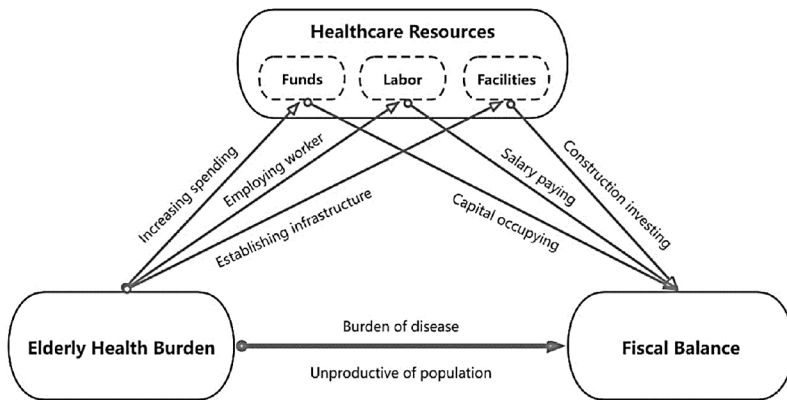 Healthcare Resources
Funds
Labor
Facilities
Increasing spending
Employing worker
Establishing infrastructure
Capital occupying
Salary paying
Construction investing
Elderly Health Burden
Burden of disease
Unproductive of population
Fiscal Balance